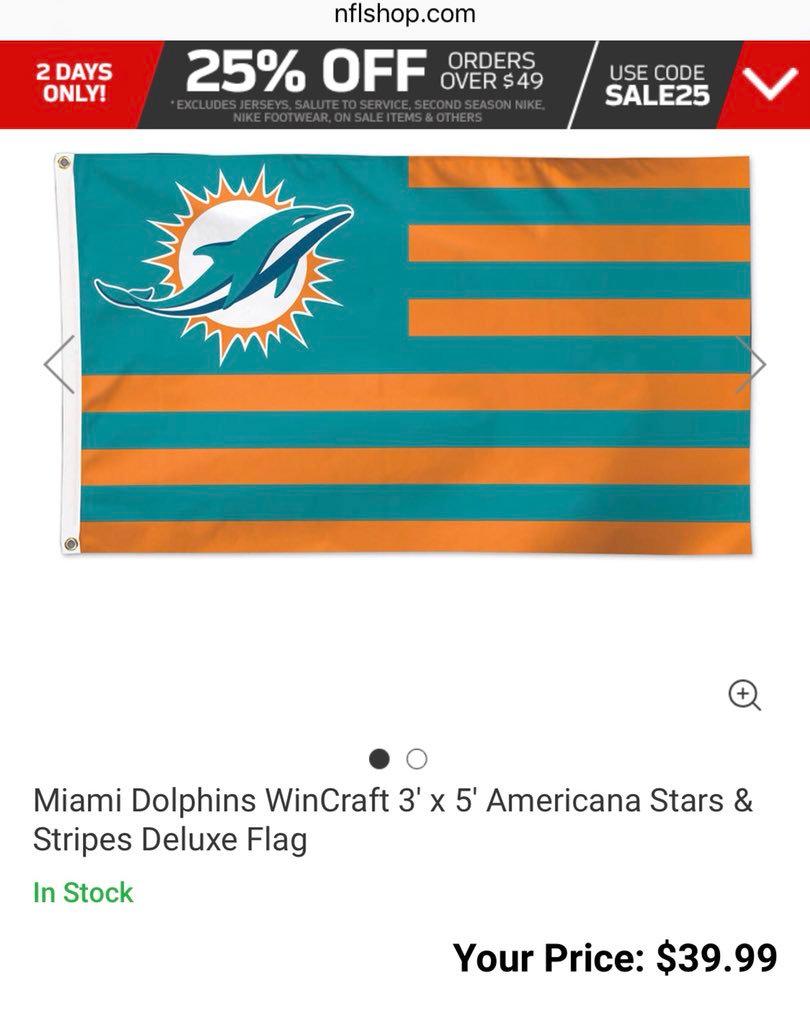 nflshop.com
2 DAYS
ONLY!
25% OFF
ORDERS
OVER $49
*EXCLUDES JERSEYS, SALUTE TO SERVICE, SECOND SEASON NIKE,
NIKE FOOTWEAR, ON SALE ITEMS & OTHERS
USE CODE
SALE25
Miami Dolphins WinCraft 3' x 5' Americana Stars &
Stripes Deluxe Flag
In Stock
Your Price: $39.99